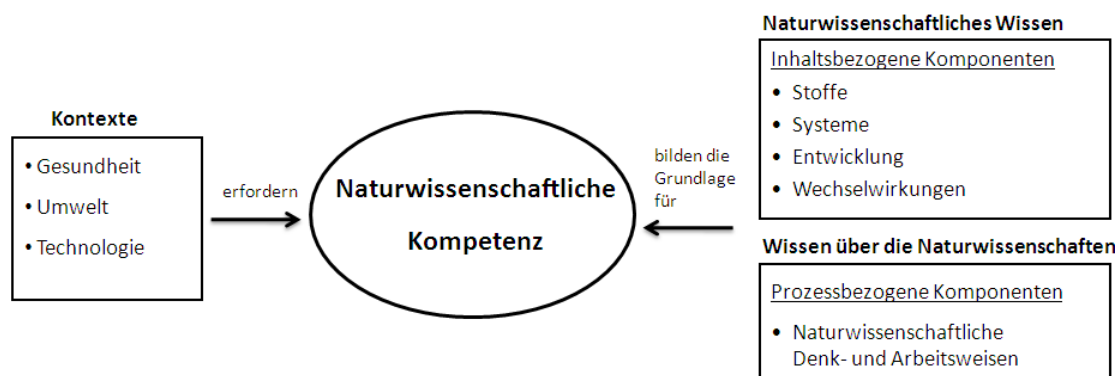 Kontexte
• Gesundheit
• Umwelt
• Technologie
erfordern
Naturwissenschaftliche
Kompetenz
bilden die
Grundlage
für
Naturwissenschaftliches Wissen
Inhaltsbezogene Komponenten
• Stoffe
• Systeme
• Entwicklung
• Wechselwirkungen
Wissen über die Naturwissenschaften
Prozessbezogene Komponenten
• Naturwissenschaftliche
Denk- und Arbeitsweisen